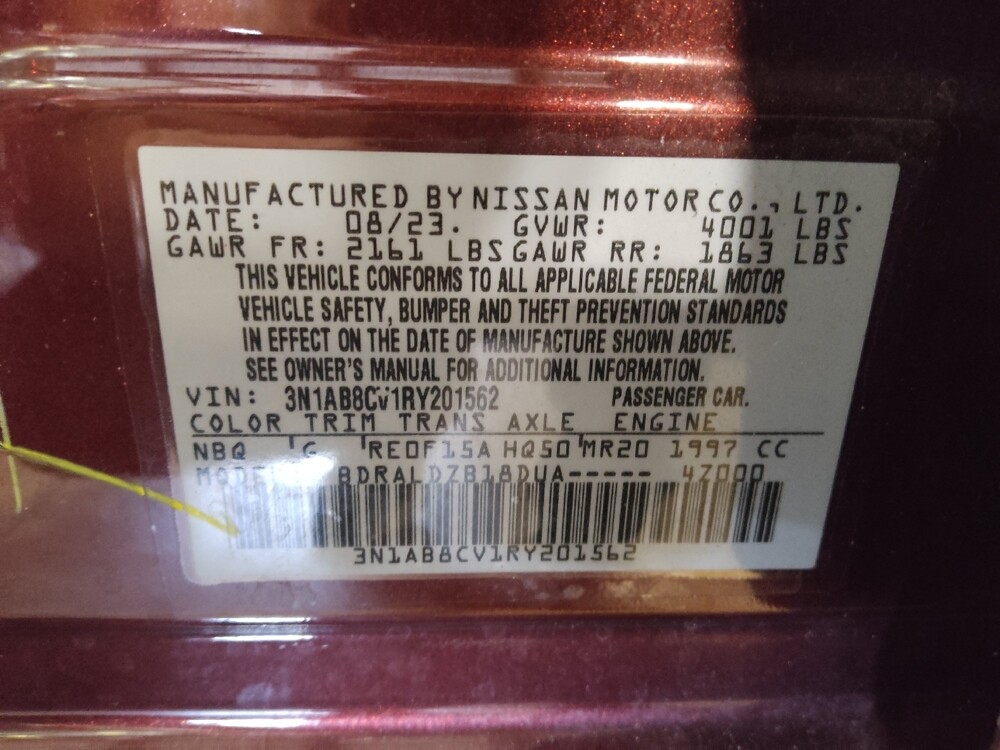 MANUFACTURED BY NISSAN MOTOR CO., LTD.
DATE: 08/23. GVWR: 4001 LBS
GAWR FR: 2161 LBS GAWR RR: 1863 LBS
THIS VEHICLE CONFORMS TO ALL APPLICABLE FEDERAL MOTOR
VEHICLE SAFETY, BUMPER AND THEFT PREVENTION STANDARDS
IN EFFECT ON THE DATE OF MANUFACTURE SHOWN ABOVE.
SEE OWNER'S MANUAL FOR ADDITIONAL INFORMATION.
VIN: 3N1AB8CV1RY201562 PASSENGER CAR.
COLOR TRIM TRANS AXLE ENGINE
NBQ G RE0F15A HQ50 MR20 1997 CC
BDRALDZB18DUA----- 4Z000
3N1AB8CV1RY201562